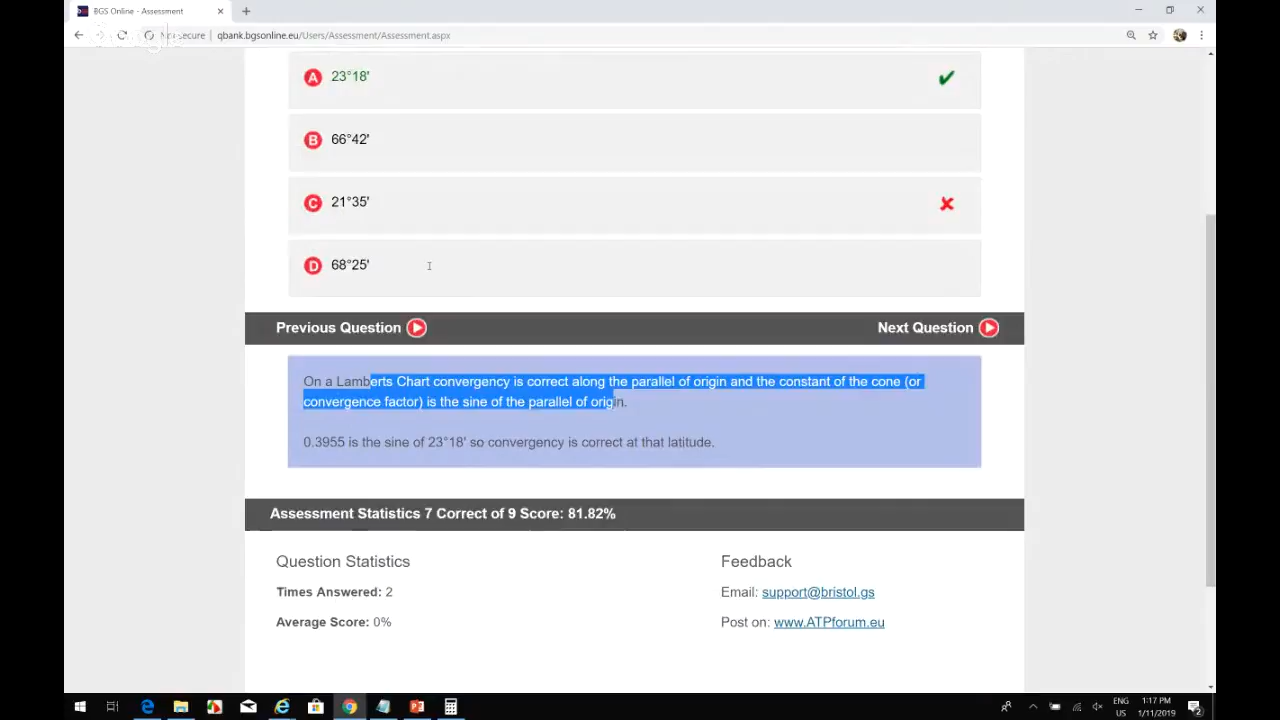 BGS Online - Assessment
qbank.bgsonline.eu/Users/Assessment/Assessment.aspx
A 23°18'
B 66°42'
C 21°35'
D 68°25'
Previous Question
Next Question
On a Lamberts Chart convergency is correct along the parallel of origin and the constant of the cone (or
convergence factor) is the sine of the parallel of origin.
0.3955 is the sine of 23°18' so convergency is correct at that latitude.
Assessment Statistics 7 Correct of 9 Score: 81.82%
Question Statistics
Feedback
Times Answered: 2
Email: support@bristol.gs
Average Score: 0%
Post on: www.ATPforum.eu
ENG
US
1:17 PM
1/11/2019
2